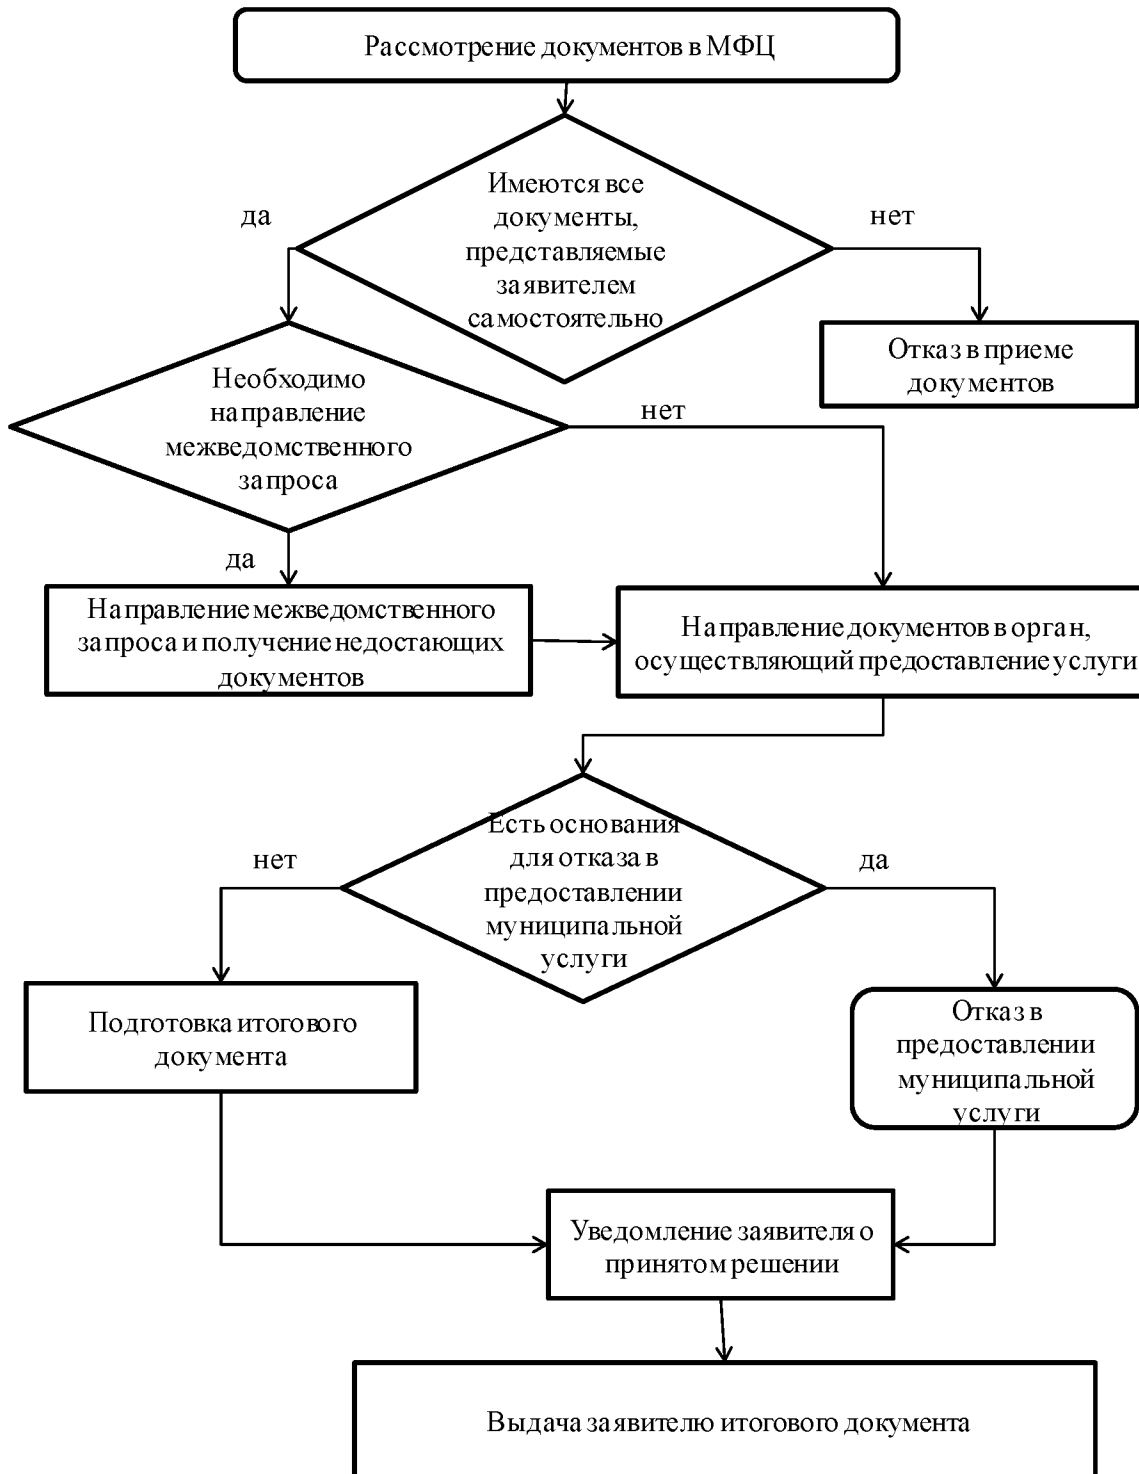 Рассмотрение документов в МФЦ
Имеются все
документы,
представляемые
заявителем
самостоятельно
да
нет
Отказ в приеме
документов
Необходимо
направление
межведомственного
запроса
нет
да
Направление межведомственного
запроса и получение недостающих
документов
Направление документов в орган,
осуществляющий предоставление услуги
Есть основания
для отказа в
предоставлении
муниципальной
услуги
нет
да
Подготовка итогового
документа
Отказ в
предоставлении
муниципальной
услуги
Уведомление заявителя о
принятом решении
Выдача заявителю итогового документа